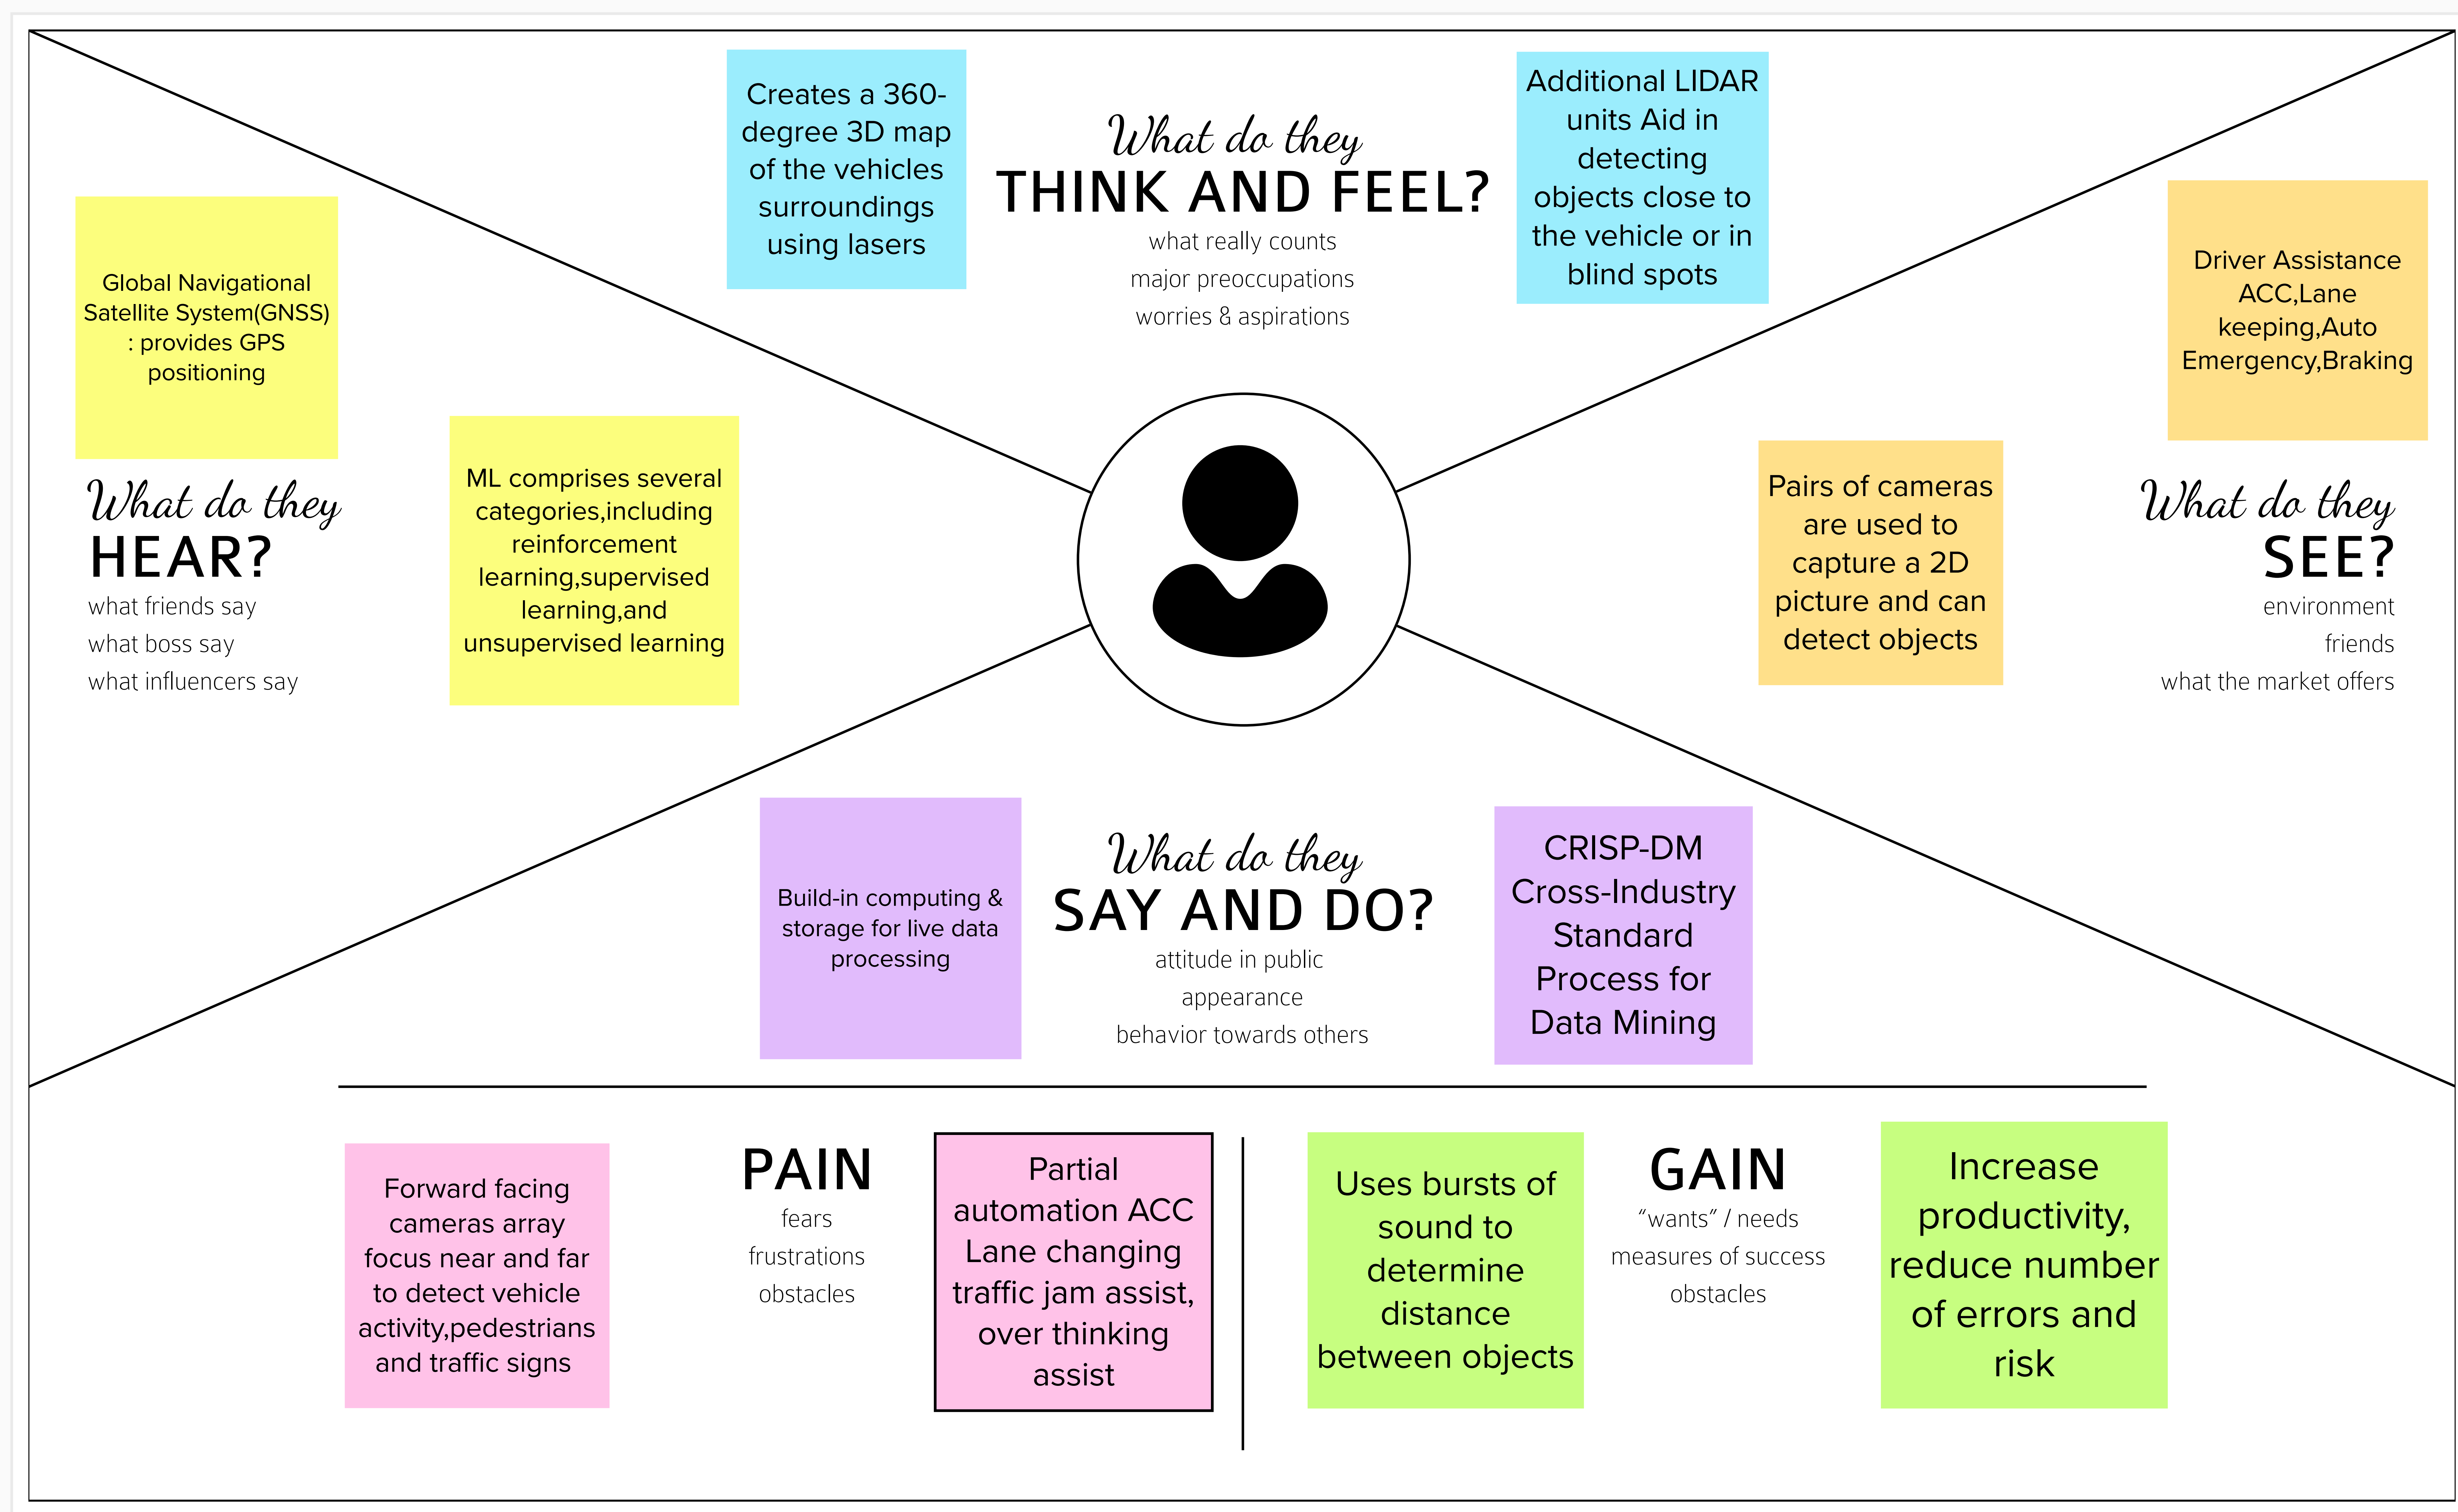 Creates a 360-
degree 3D map
of the vehicles
surroundings
using lasers
What do they
THINK AND FEEL?
what really counts
major preoccupations
worries & aspirations
Additional LIDAR
units Aid in
detecting
objects close to
the vehicle or in
blind spots
Global Navigational
Satellite System(GNSS)
: provides GPS
positioning
What do they
HEAR?
what friends say
what boss say
what influencers say
ML comprises several
categories,including
reinforcement
learning,supervised
learning,and
unsupervised learning
Driver Assistance
ACC,Lane
keeping,Auto
Emergency,Braking
Pairs of cameras
are used to
capture a 2D
picture and can
detect objects
What do they
SEE?
environment
friends
what the market offers
Build-in computing &
storage for live data
processing
What do they
SAY AND DO?
attitude in public
appearance
behavior towards others
CRISP-DM
Cross-Industry
Standard
Process for
Data Mining
Forward facing
cameras array
focus near and far
to detect vehicle
activity,pedestrians
and traffic signs
PAIN
fears
frustrations
obstacles
Partial
automation ACC
Lane changing
traffic jam assist,
over thinking
assist
Uses bursts of
sound to
determine
distance
between objects
GAIN
“wants” / needs
measures of success
obstacles
Increase
productivity,
reduce number
of errors and
risk